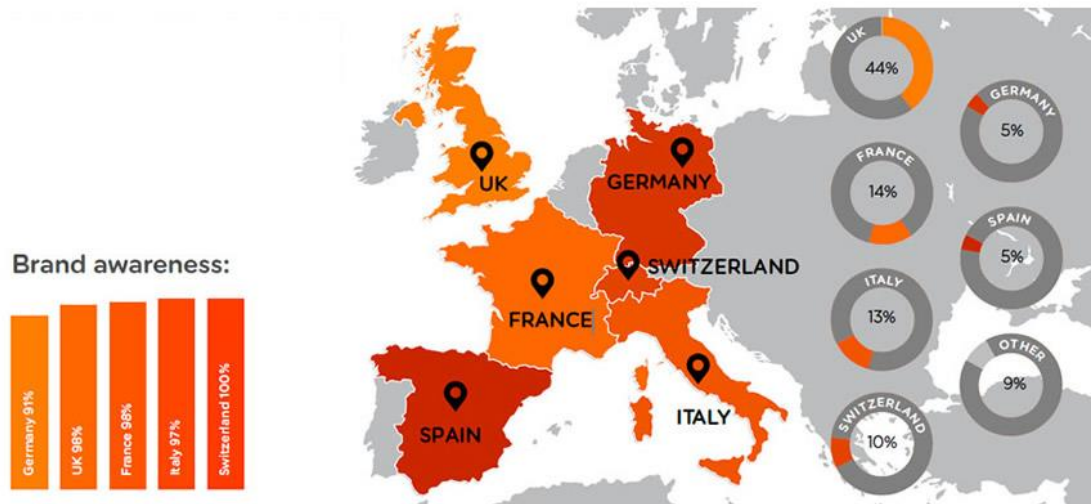 Brand awareness:
Germany 91%
UK 98%
France 98%
Italy 97%
Switzerland 100%
UK
GERMANY
SWITZERLAND
FRANCE
SPAIN
ITALY
UK
44%
GERMANY
5%
FRANCE
14%
SPAIN
5%
ITALY
13%
OTHER
9%
SWITZERLAND
10%